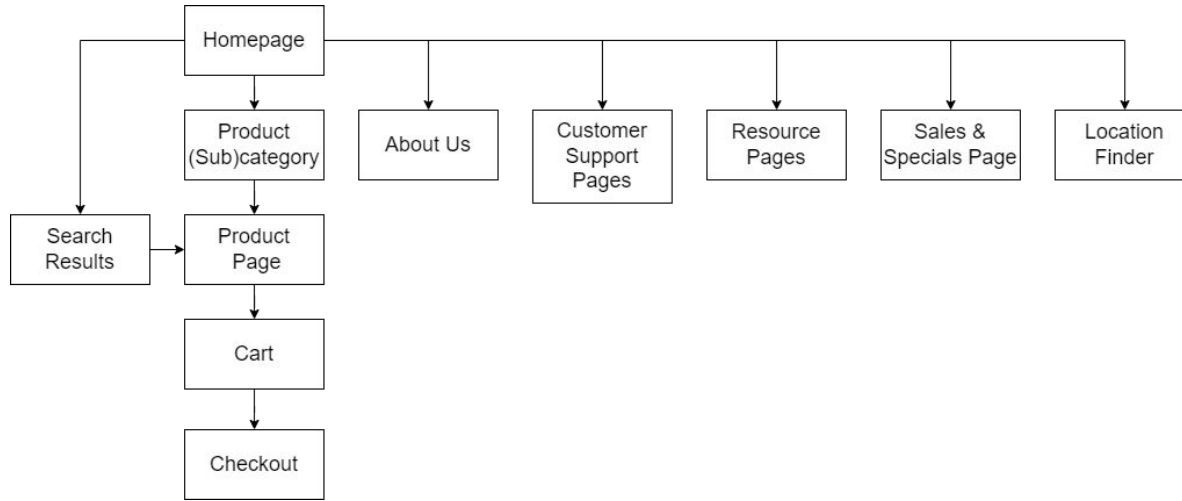 Homepage
Product
(Sub)category
About Us
Customer
Support
Pages
Resource
Pages
Sales &
Specials Page
Location
Finder
Search
Results
Product
Page
Cart
Checkout